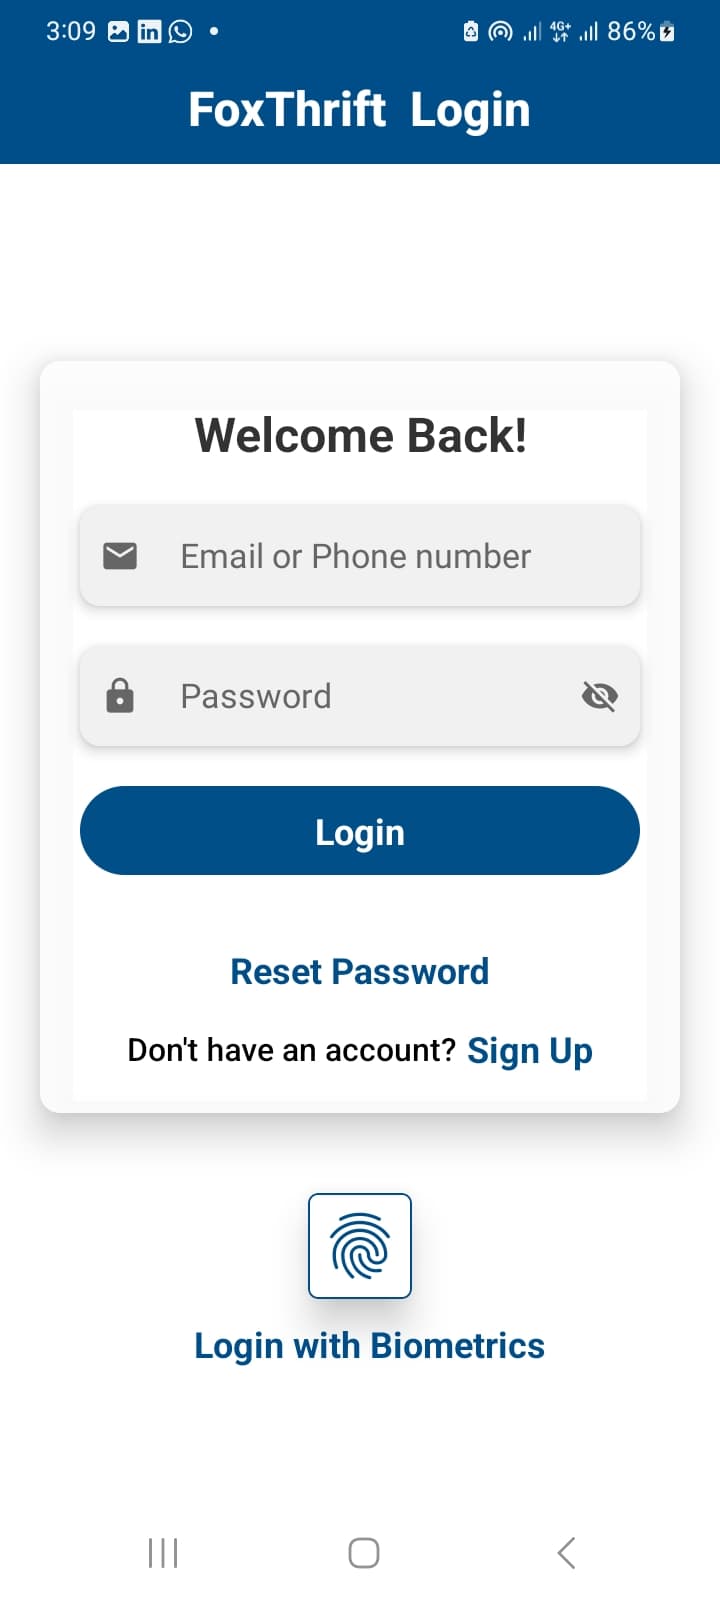 3:09 4G+ 86%
FoxThrift Login
Welcome Back!
Email or Phone number
Password
Login
Reset Password
Don't have an account? Sign Up
Login with Biometrics